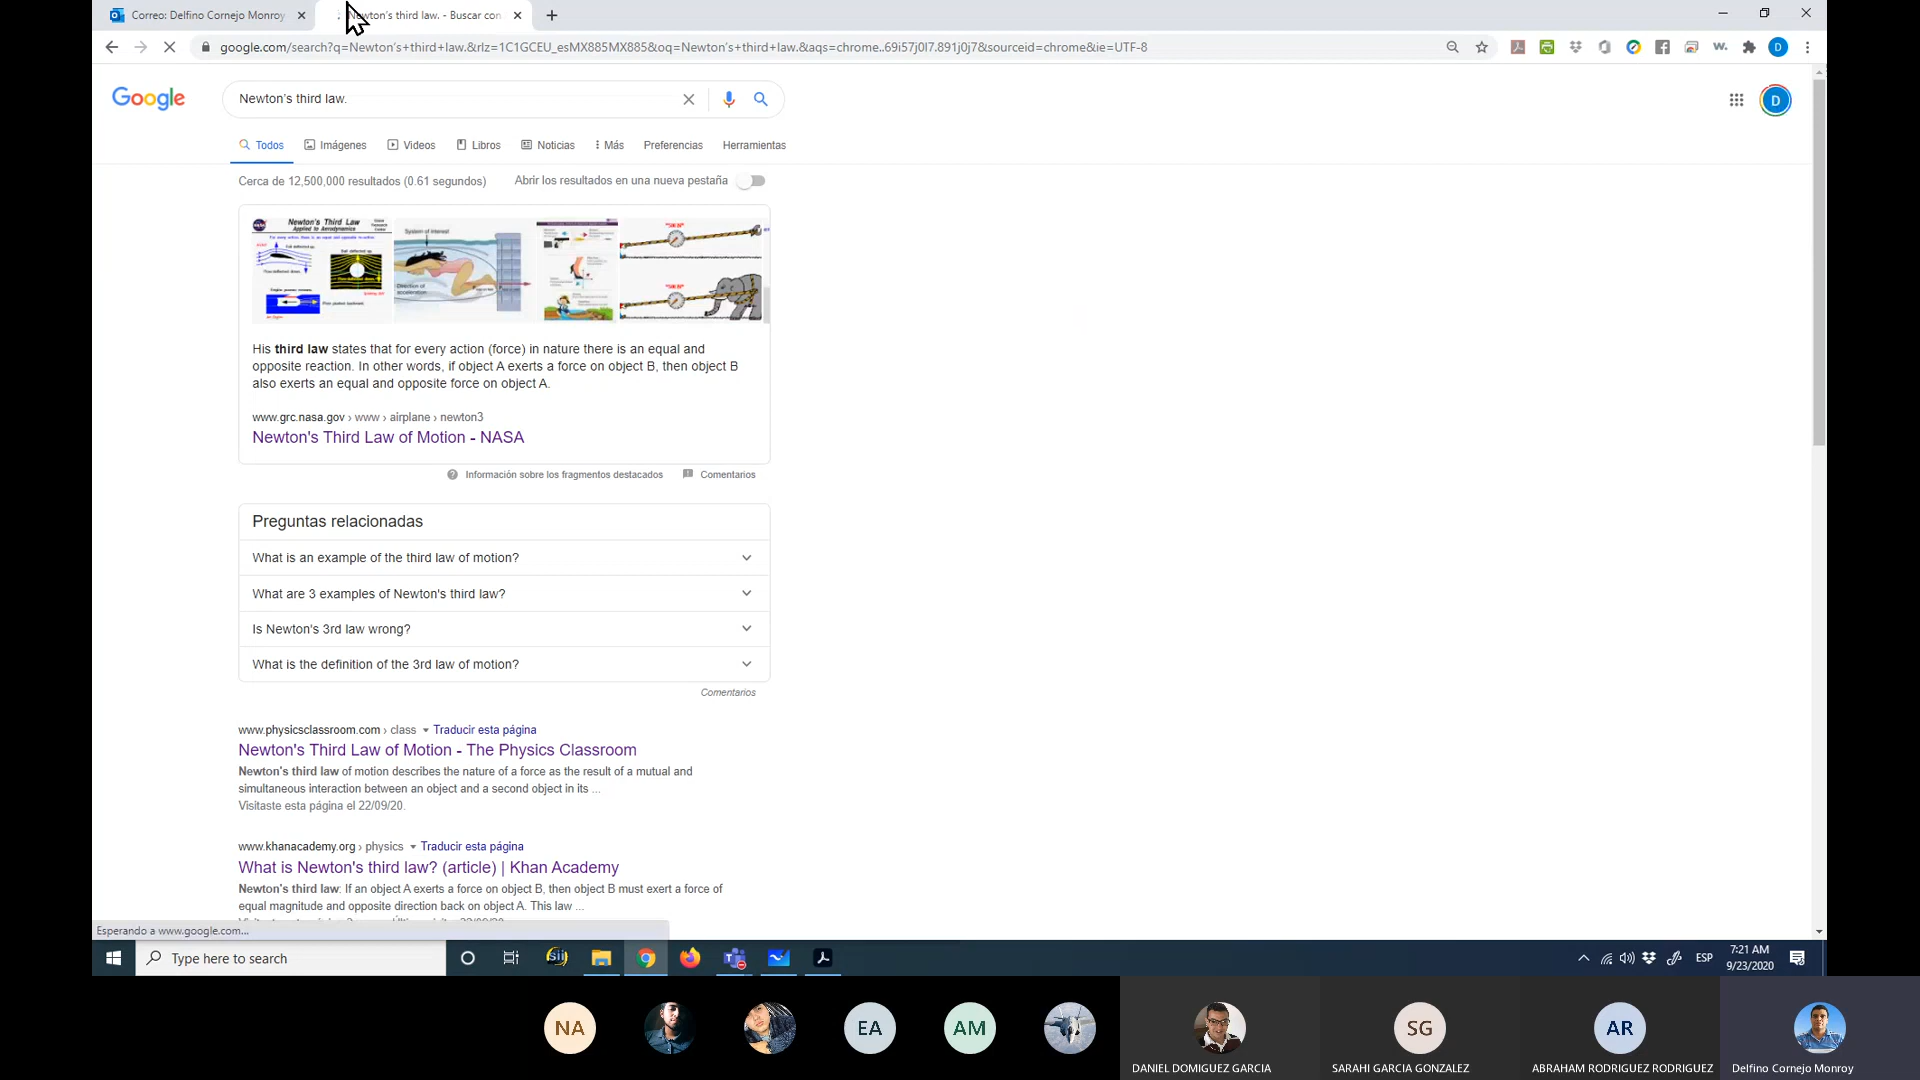 Correo: Delfino Cornejo Monroy
Newton's third law. - Buscar con
google.com/search?q=Newton's+third+law.&rlz=1C1GCEU_esMX885MX885&oq=Newton's+third+law.&aqs=chrome..69i57j0l7.891j0j7&sourceid=chrome&ie=UTF-8
W.
D
Google
Newton's third law.
D
Todos
Imágenes
Videos
Libros
Noticias
Más
Preferencias
Herramientas
Cerca de 12,500,000 resultados (0.61 segundos)
Abrir los resultados en una nueva pestaña
Newton's Third Law
Applied to Aerodynamics
System of interest
Direction of
acceleration
His third law states that for every action (force) in nature there is an equal and
opposite reaction. In other words, if object A exerts a force on object B, then object B
also exerts an equal and opposite force on object A.
www.grc.nasa.gov › www › airplane › newton3
Newton's Third Law of Motion - NASA
Información sobre los fragmentos destacados
Comentarios
Preguntas relacionadas
What is an example of the third law of motion?
What are 3 examples of Newton's third law?
Is Newton's 3rd law wrong?
What is the definition of the 3rd law of motion?
Comentarios
www.physicsclassroom.com › class
Traducir esta página
Newton's Third Law of Motion - The Physics Classroom
Newton's third law of motion describes the nature of a force as the result of a mutual and
simultaneous interaction between an object and a second object in its ...
Visitaste esta página el 22/09/20.
www.khanacademy.org › physics
Traducir esta página
What is Newton's third law? (article) | Khan Academy
Newton's third law: If an object A exerts a force on object B, then object B must exert a force of
equal magnitude and opposite direction back on object A. This law ...
Esperando a www.google.com...
Type here to search
sii
ESP
7:21 AM
9/23/2020
NA
EA
AM
SG
AR
DANIEL DOMIGUEZ GARCIA
SARAHI GARCIA GONZALEZ
ABRAHAM RODRIGUEZ RODRIGUEZ
Delfino Cornejo Monroy